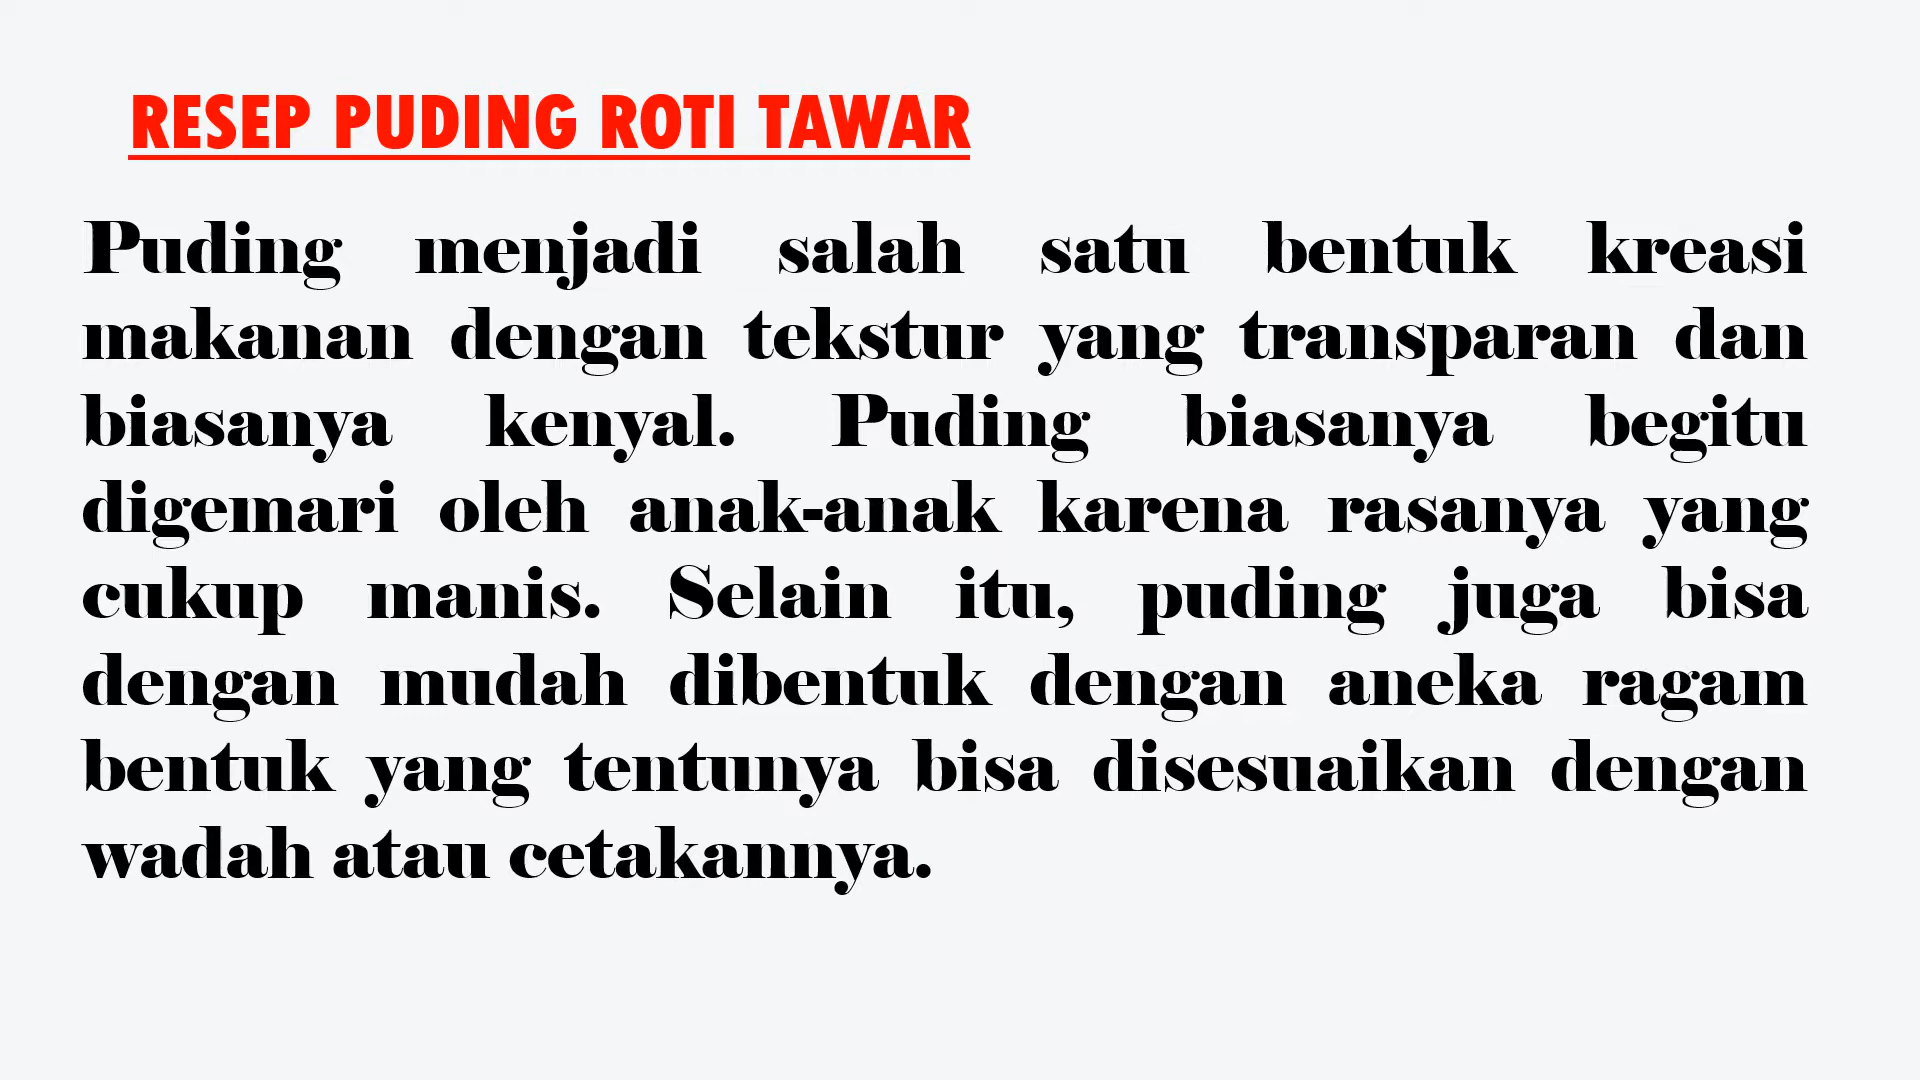 RESEP PUDING ROTI TAWAR
Puding menjadi salah satu bentuk kreasi
makanan dengan tekstur yang transparan dan
biasanya kenyal. Puding biasanya begitu
digemari oleh anak-anak karena rasanya yang
cukup manis. Selain itu, puding juga bisa
dengan mudah dibentuk dengan aneka ragam
bentuk yang tentunya bisa disesuaikan dengan
wadah atau cetakannya.